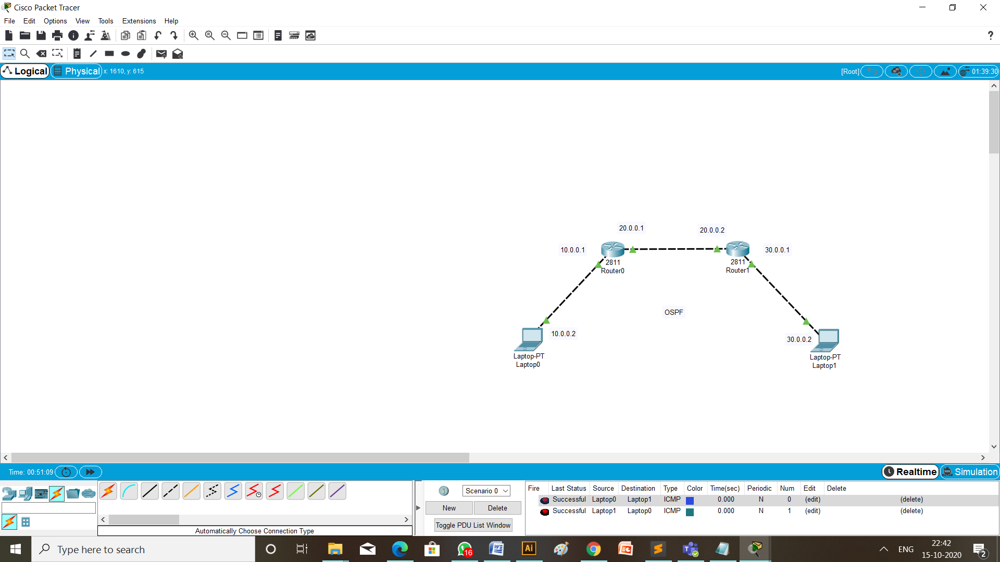 Cisco Packet Tracer
File Edit Options View Tools Extensions Help
Logical Physical x: 1610, y: 615 [Root] 01:39:30
20.0.0.1 20.0.0.2
10.0.0.1 30.0.0.1
2811 2811
Router0 Router1
OSPF
10.0.0.2 30.0.0.2
Laptop-PT Laptop-PT
Laptop0 Laptop1
Time: 00:51:09 Realtime Simulation
Scenario 0
New Delete
Toggle PDU List Window
Automatically Choose Connection Type
Fire Last Status Source Destination Type Color Time(sec) Periodic Num Edit Delete
Successful Laptop0 Laptop1 ICMP 0.000 N 0 (edit) (delete)
Successful Laptop1 Laptop0 ICMP 0.000 N 1 (edit) (delete)
Type here to search 16 Ai ENG 22:42
15-10-2020 2